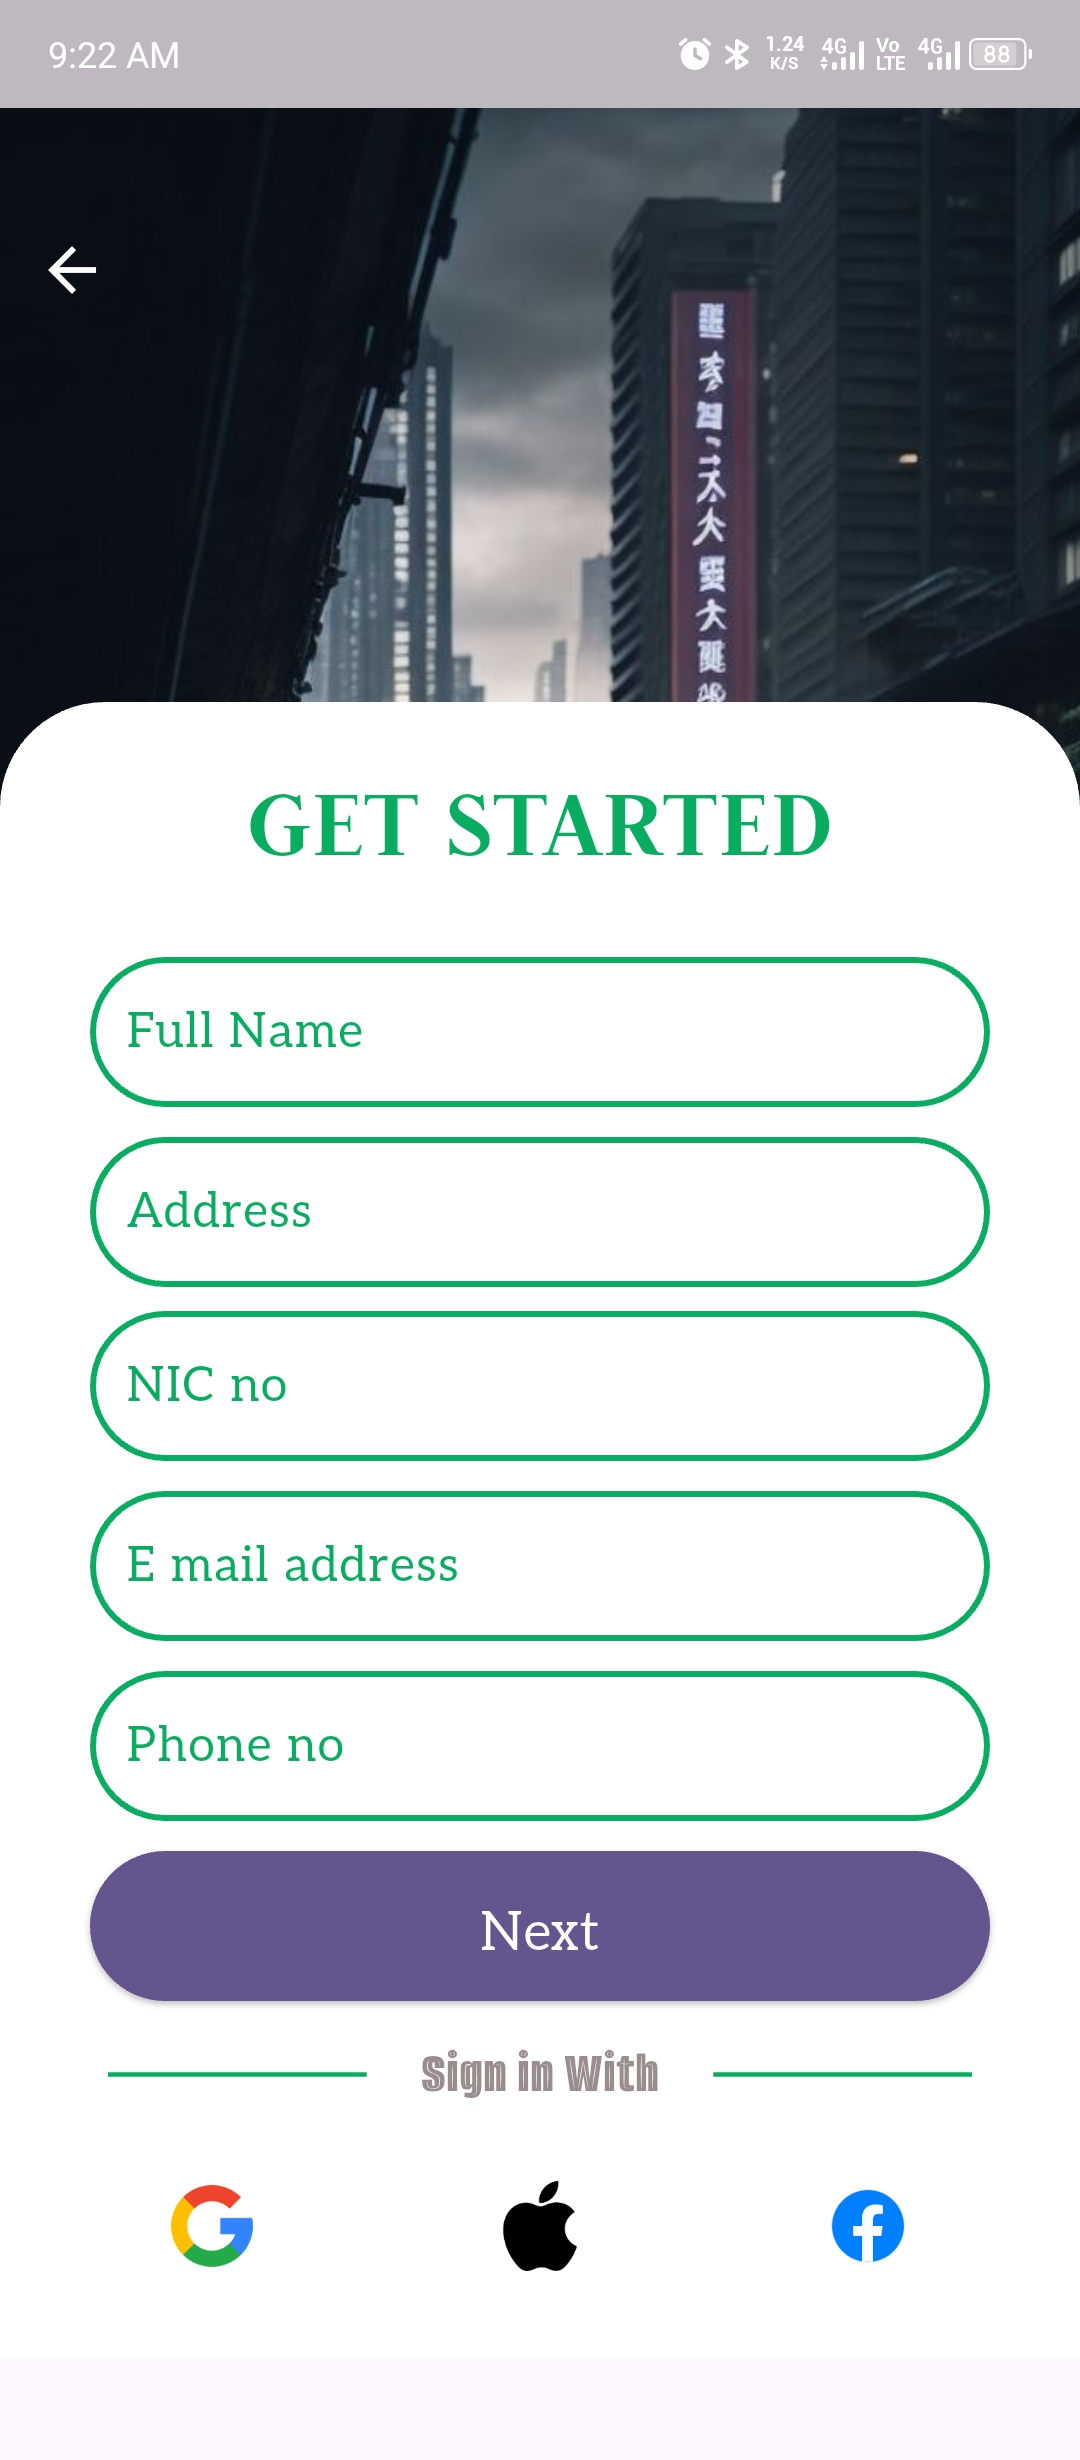 9:22 AM
1.24 K/S 4G Vo LTE 4G 88
GET STARTED
Full Name
Address
NIC no
E mail address
Phone no
Next
Sign in With